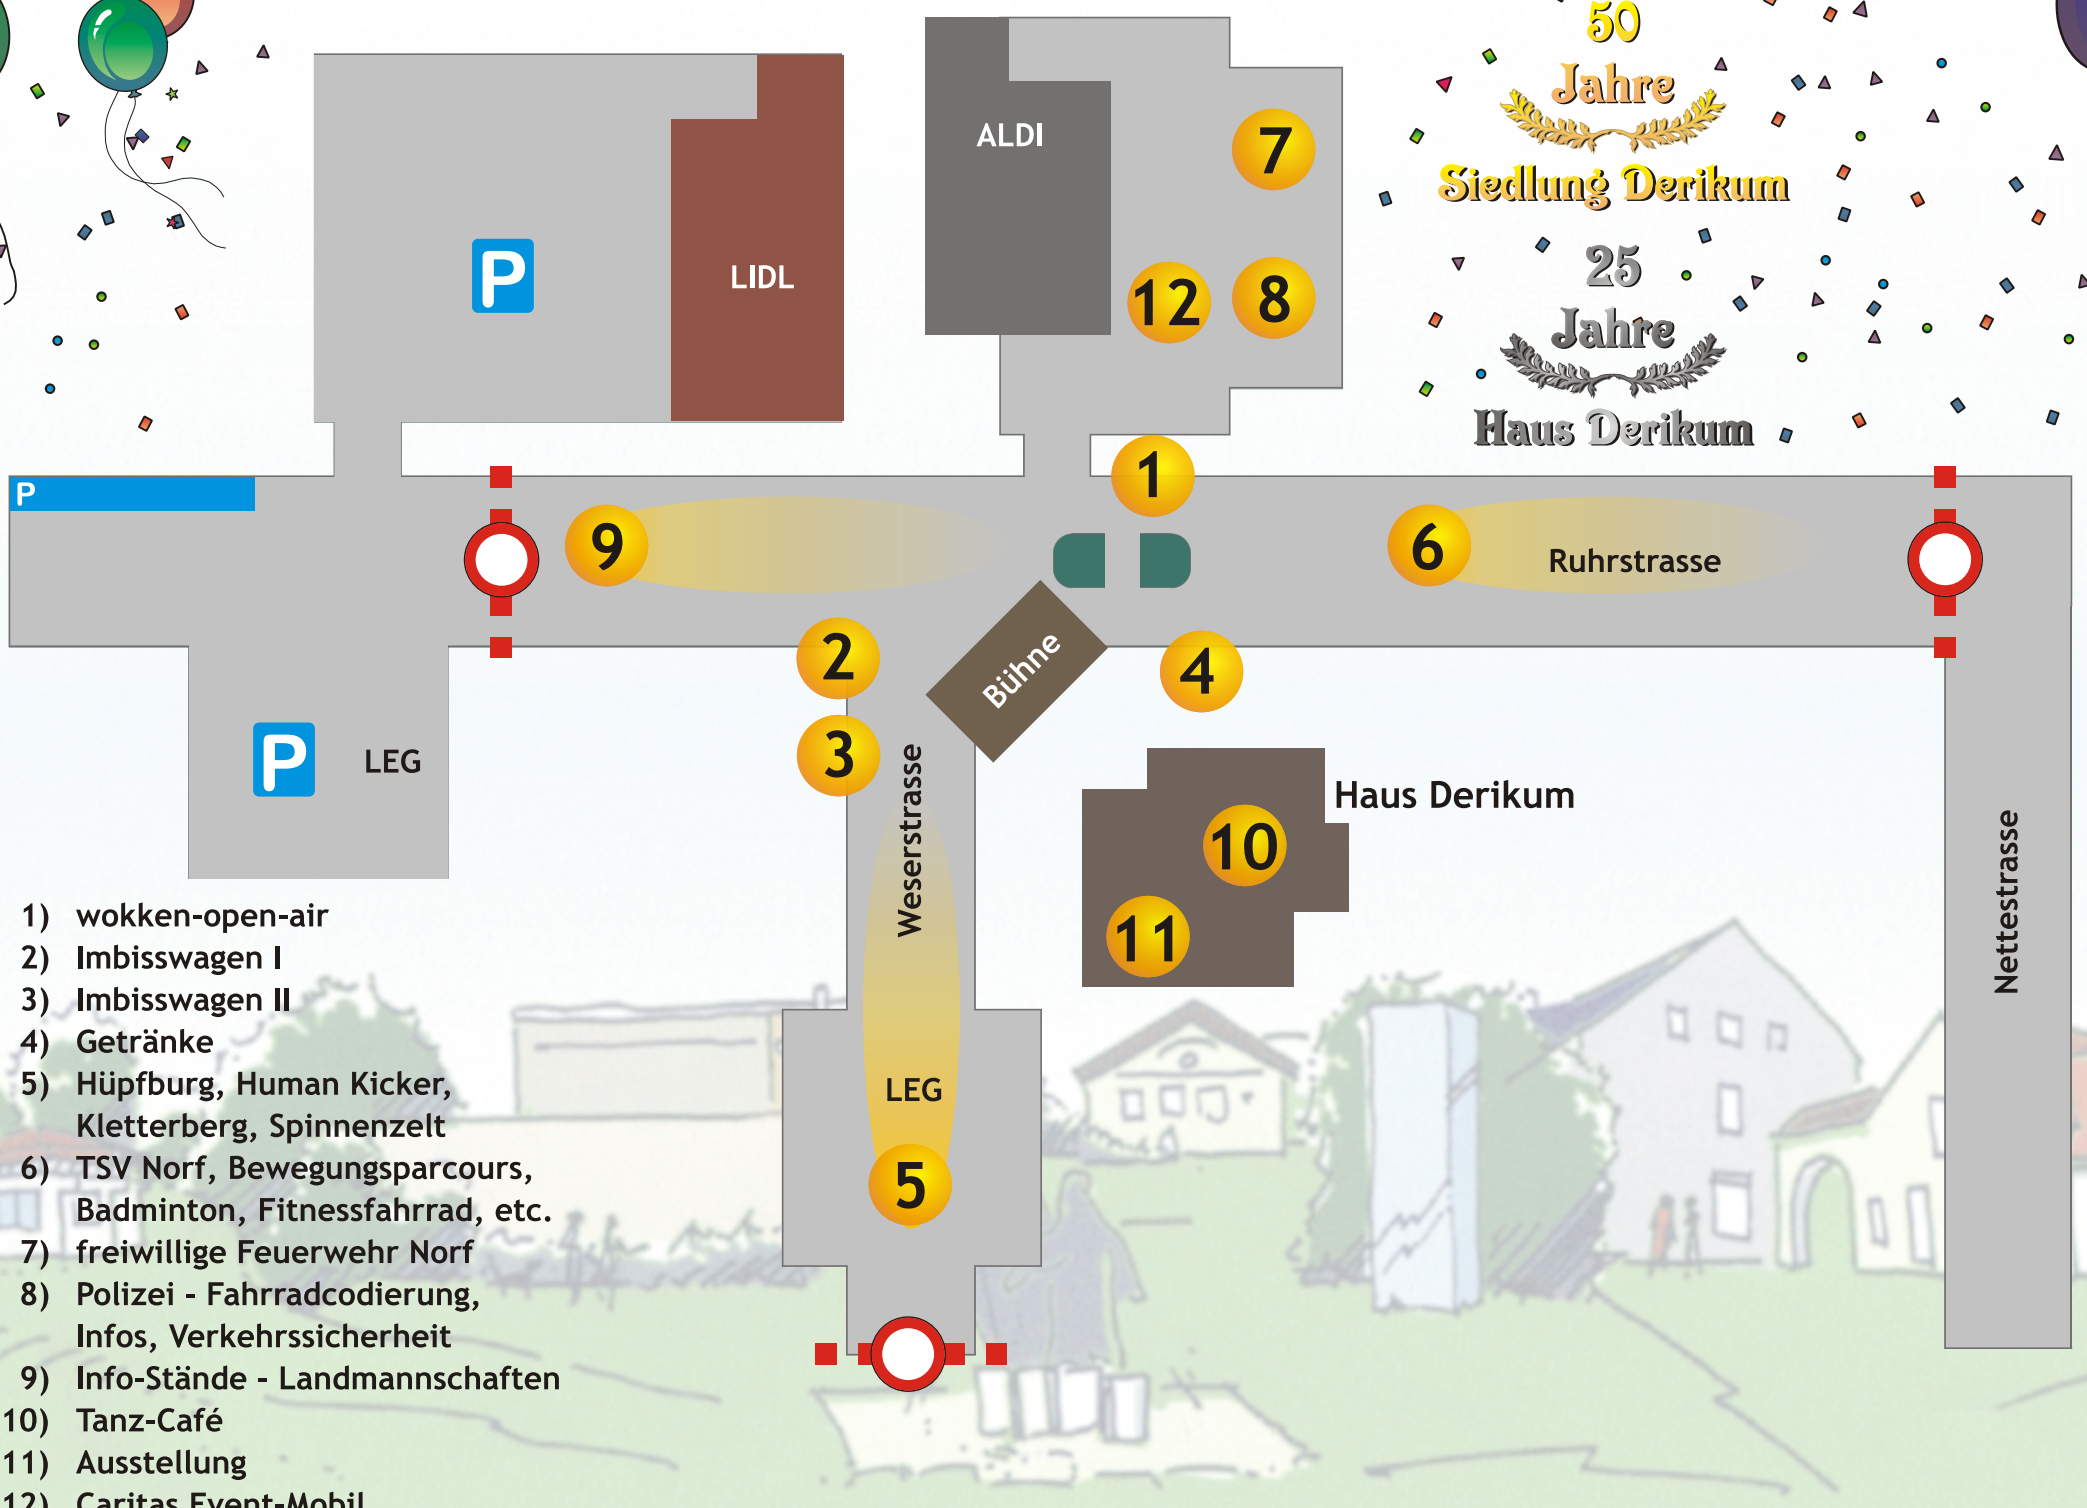 50
Jahre
Siedlung Derikum
25
Jahre
Haus Derikum
ALDI
7
LIDL
P
12
8
1
P
9
6
Ruhrstrasse
2
Bühne
4
3
P
LEG
Weserstrasse
Haus Derikum
10
11
Nettestrasse
LEG
5
1) wokken-open-air
2) Imbisswagen I
3) Imbisswagen II
4) Getränke
5) Hüpfburg, Human Kicker,
Kletterberg, Spinnenzelt
6) TSV Norf, Bewegungsparcours,
Badminton, Fitnessfahrrad, etc.
7) freiwillige Feuerwehr Norf
8) Polizei - Fahrradcodierung,
Infos, Verkehrssicherheit
9) Info-Stände - Landmannschaften
10) Tanz-Café
11) Ausstellung
12) Caritas Event-Mobil